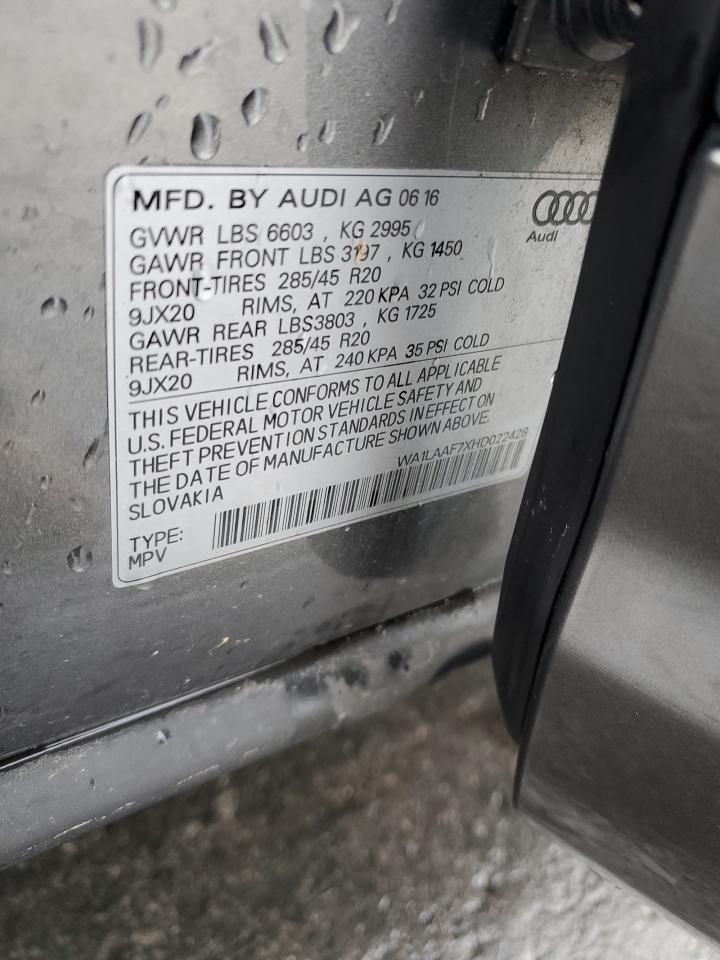 MFD. BY AUDI AG 06 16
Audi
GVWR LBS 6603 , KG 2995
GAWR FRONT LBS 3197 , KG 1450
FRONT-TIRES 285/45 R20
9JX20 RIMS, AT 220 KPA 32 PSI COLD
GAWR REAR LBS3803 , KG 1725
REAR-TIRES 285/45 R20
9JX20 RIMS, AT 240 KPA 35 PSI COLD
THIS VEHICLE CONFORMS TO ALL APPLICABLE
U.S. FEDERAL MOTOR VEHICLE SAFETY AND
THEFT PREVENTION STANDARDS IN EFFECT ON
THE DATE OF MANUFACTURE SHOWN ABOVE.
SLOVAKIA WA1LAAF7XHD022428
TYPE:
MPV